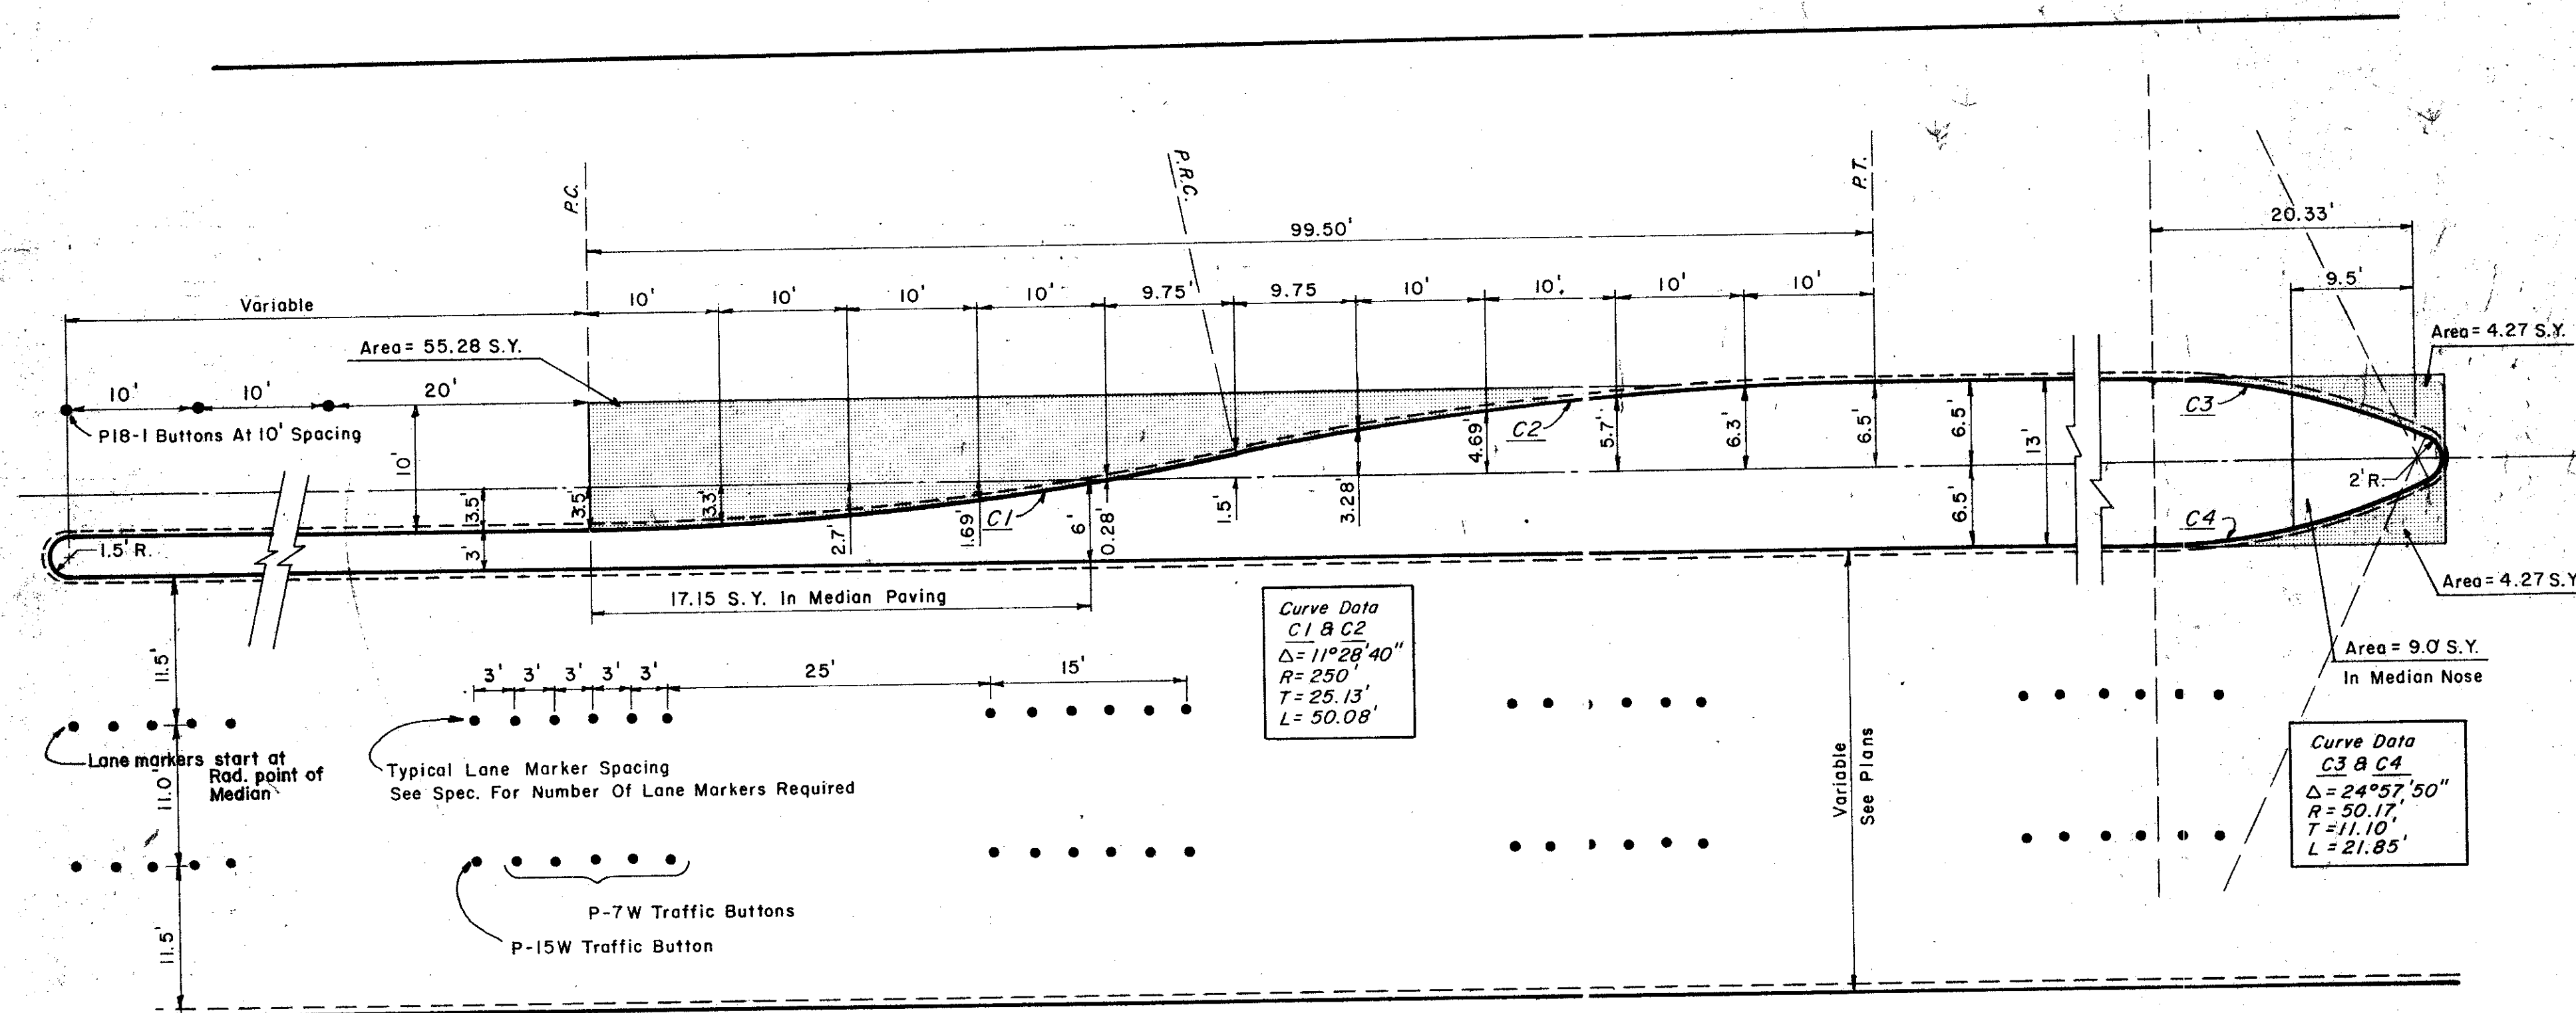 P.C.
P.R.C.
P.T.
99.50'
20.33'
9.5'
Variable
10'
10'
10'
10'
9.75'
9.75
10'
10'
10'
10'
Area = 55.28 S.Y.
Area = 4.27 S.Y.
10'
10'
20'
P18-1 Buttons At 10' Spacing
10'
3.5'
3'
3.5'
3.3'
2.7'
1.69'
C1
6'
0.28'
1.5'
3.28'
4.69'
C2
5.7'
6.3'
6.5'
6.5'
6.5'
13'
C3
2' R.
C4
1.5' R.
17.15 S.Y. In Median Paving
Area = 4.27 S.Y
Area = 9.0 S.Y.
In Median Nose
Curve Data
C1 & C2
Δ = 11°28'40"
R = 250'
T = 25.13'
L = 50.08'
11.5'
3'
3'
3'
3'
3'
25'
15'
Lane markers start at
Rad. point of
Median
11.0'
Typical Lane Marker Spacing
See Spec. For Number Of Lane Markers Required
Variable
See Plans
Curve Data
C3 & C4
Δ = 24°57'50"
R = 50.17'
T = 11.10'
L = 21.85'
P-7W Traffic Buttons
P-15W Traffic Button
11.5'